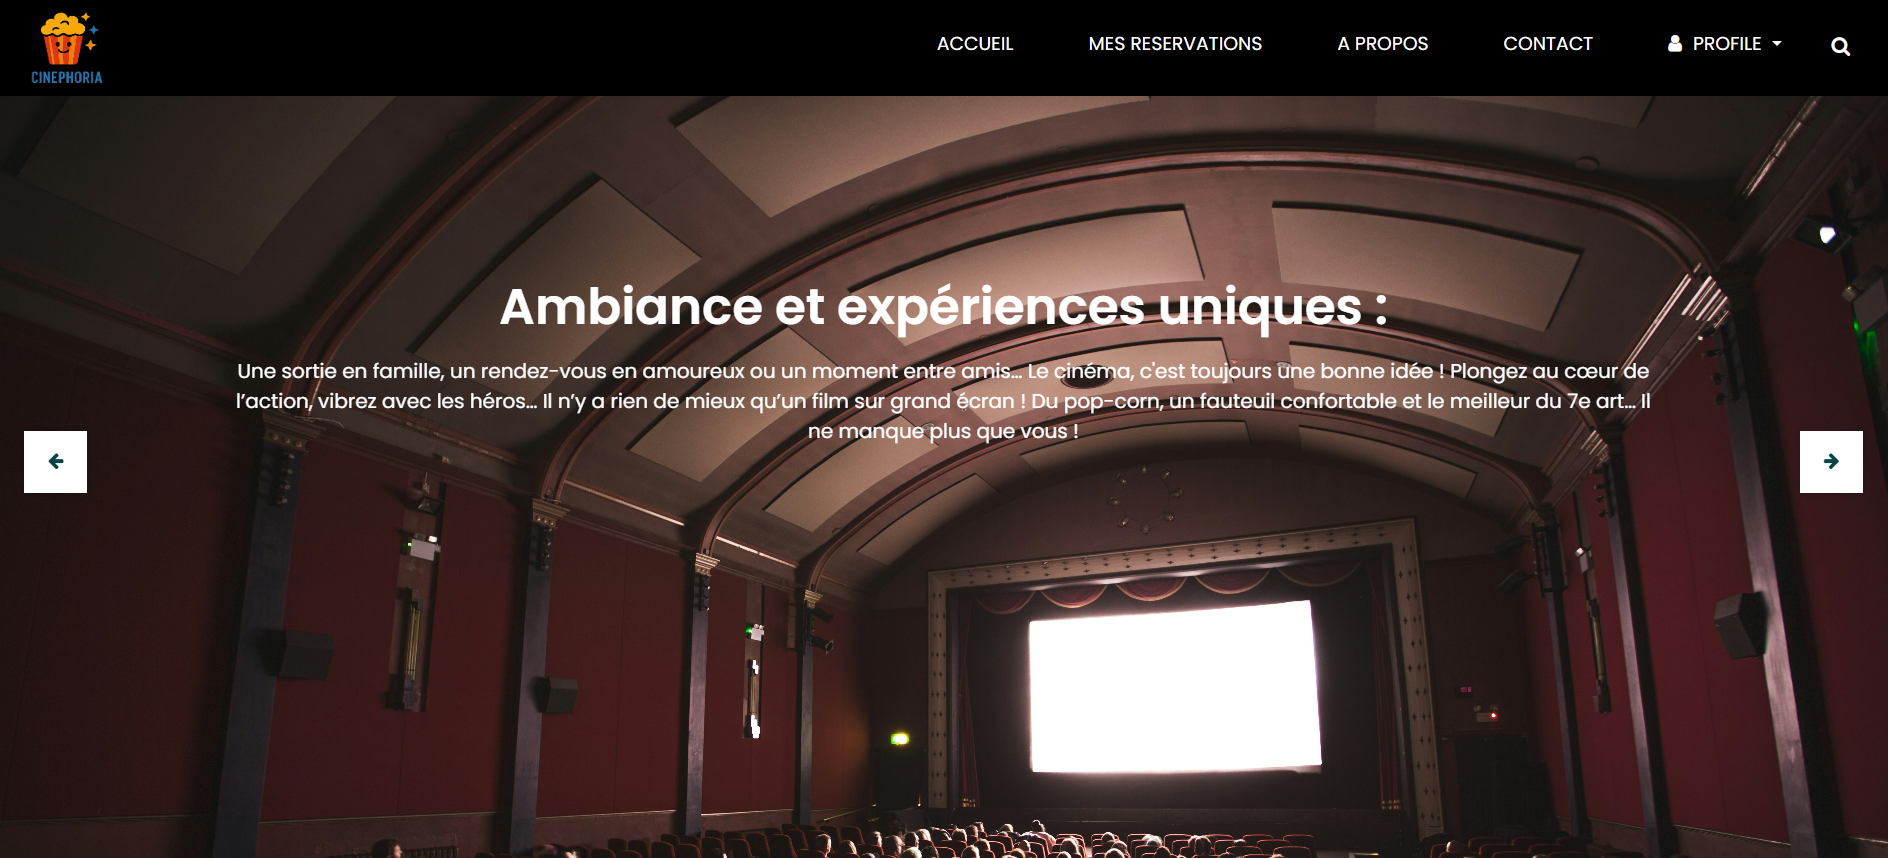 CINEPHORIA
ACCUEIL
MES RESERVATIONS
A PROPOS
CONTACT
PROFILE
Ambiance et expériences uniques :
Une sortie en famille, un rendez-vous en amoureux ou un moment entre amis... Le cinéma, c'est toujours une bonne idée ! Plongez au cœur de
l’action, vibrez avec les héros... Il n’y a rien de mieux qu’un film sur grand écran ! Du pop-corn, un fauteuil confortable et le meilleur du 7e art... Il
ne manque plus que vous !